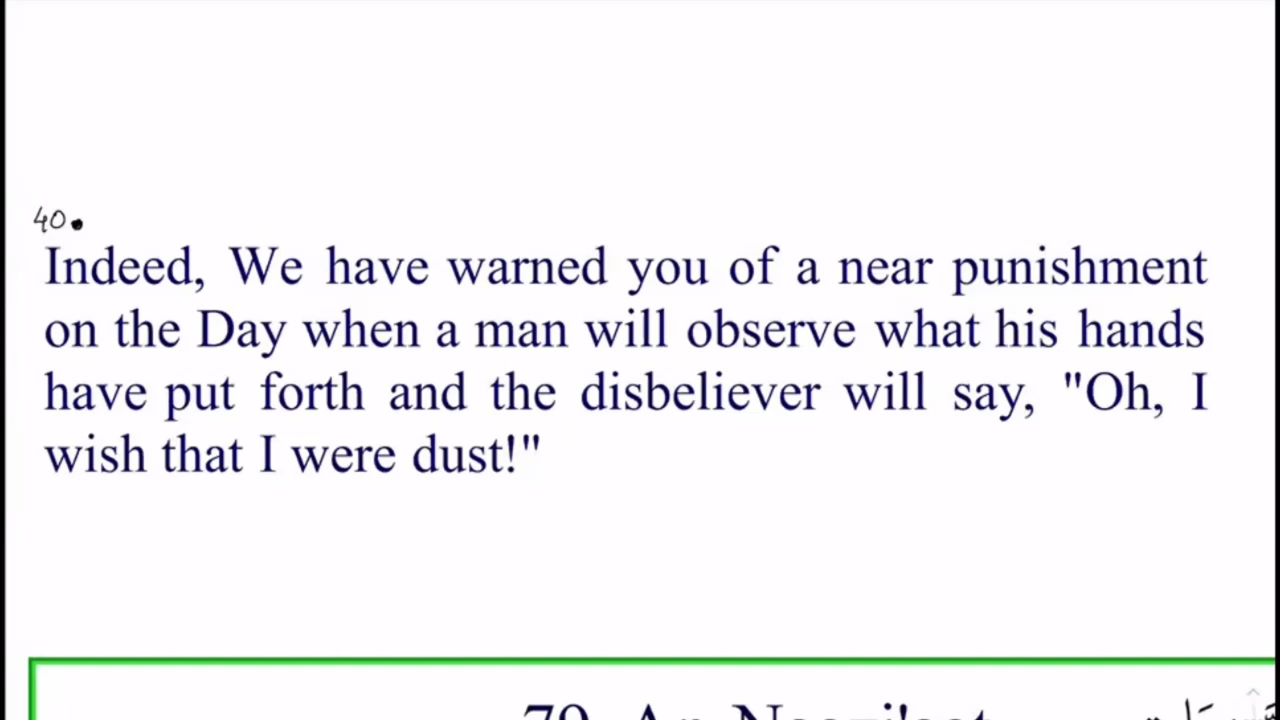 40.
Indeed, We have warned you of a near punishment
on the Day when a man will observe what his hands
have put forth and the disbeliever will say, "Oh, I
wish that I were dust!"